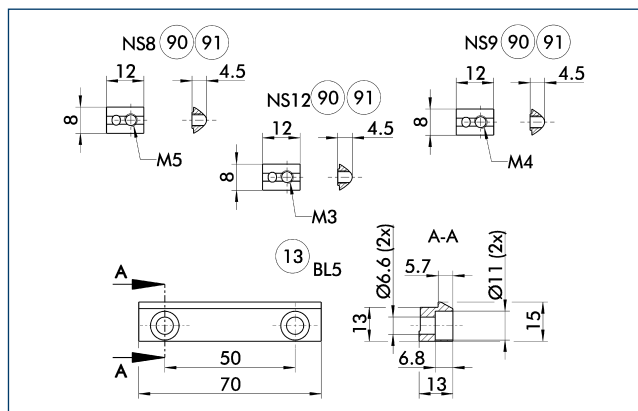 NS8 90 91
12
4.5
8
M5
NS12 90 91
12
4.5
8
M3
NS9 90 91
12
4.5
8
M4
13
BL5
A
A
50
70
A-A
Ø6.6 (2x)
5.7
Ø11 (2x)
13
15
6.8
13